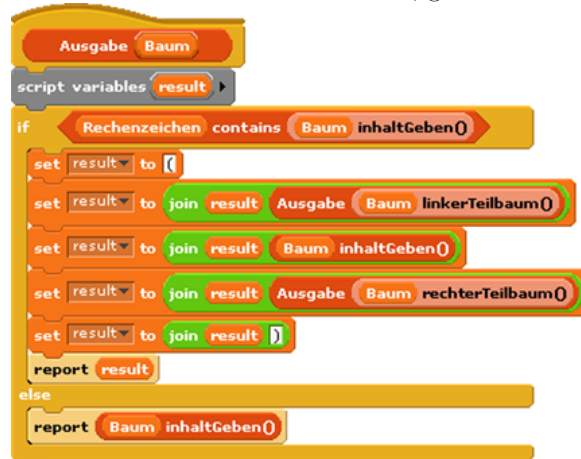 Ausgabe Baum
script variables result
if Rechenzeichen contains Baum inhaltGeben()
set result to (
set result to join result Ausgabe Baum linkerTeilbaum()
set result to join result Baum inhaltGeben()
set result to join result Ausgabe Baum rechterTeilbaum()
set result to join result )
report result
else
report Baum inhaltGeben()